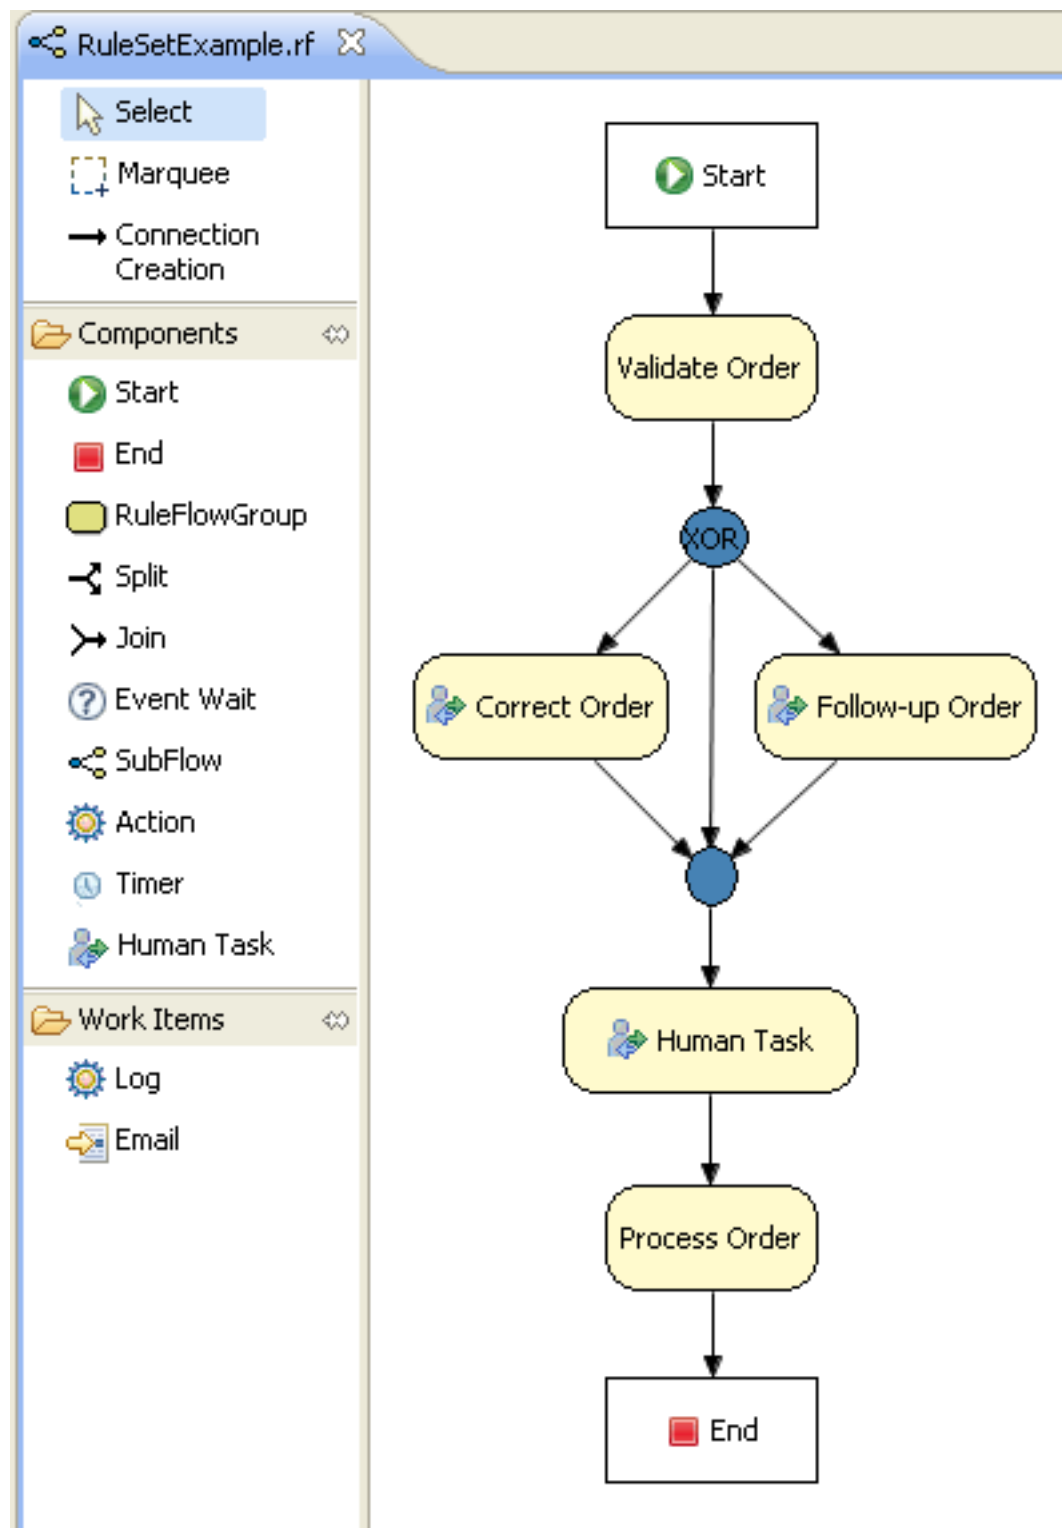 RuleSetExample.rf
Select
Marquee
Connection
Creation
Components
Start
End
RuleFlowGroup
Split
Join
Event Wait
SubFlow
Action
Timer
Human Task
Work Items
Log
Email
Start
Validate Order
XOR
Correct Order
Follow-up Order
Human Task
Process Order
End